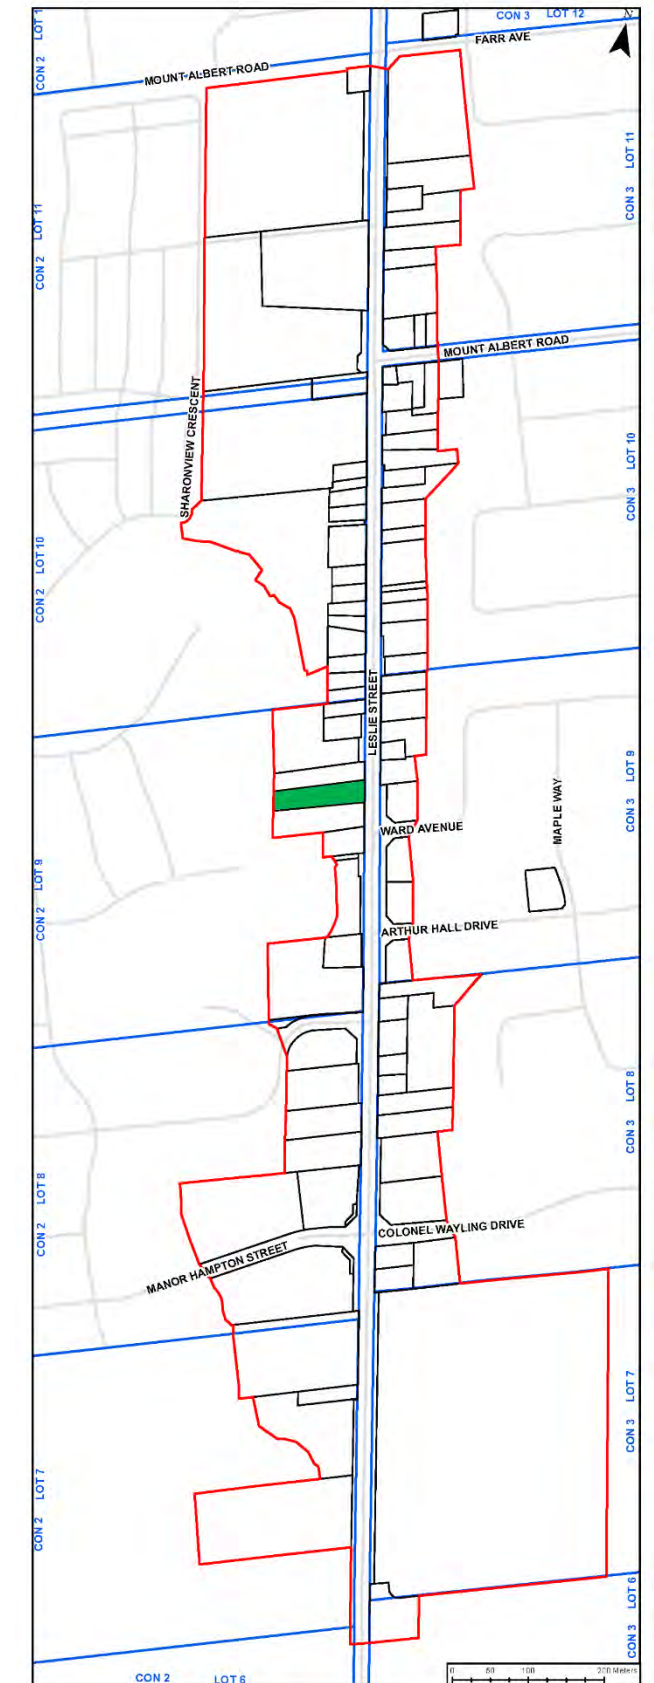 CON 3 LOT 12
N
CON 2 LOT 1
FARR AVE
MOUNT ALBERT ROAD
CON 3 LOT 11
CON 2 LOT 11
MOUNT ALBERT ROAD
SHARONVIEW CRESCENT
CON 3 LOT 10
CON 2 LOT 10
LESLIE STREET
CON 3 LOT 9
MAPLE WAY
WARD AVENUE
CON 2 LOT 9
ARTHUR HALL DRIVE
CON 3 LOT 8
CON 2 LOT 8
COLONEL WAYLING DRIVE
MANOR HAMPTON STREET
CON 3 LOT 7
CON 2 LOT 7
CON 3 LOT 6
CON 2 LOT 6
0 50 100 200 Meters